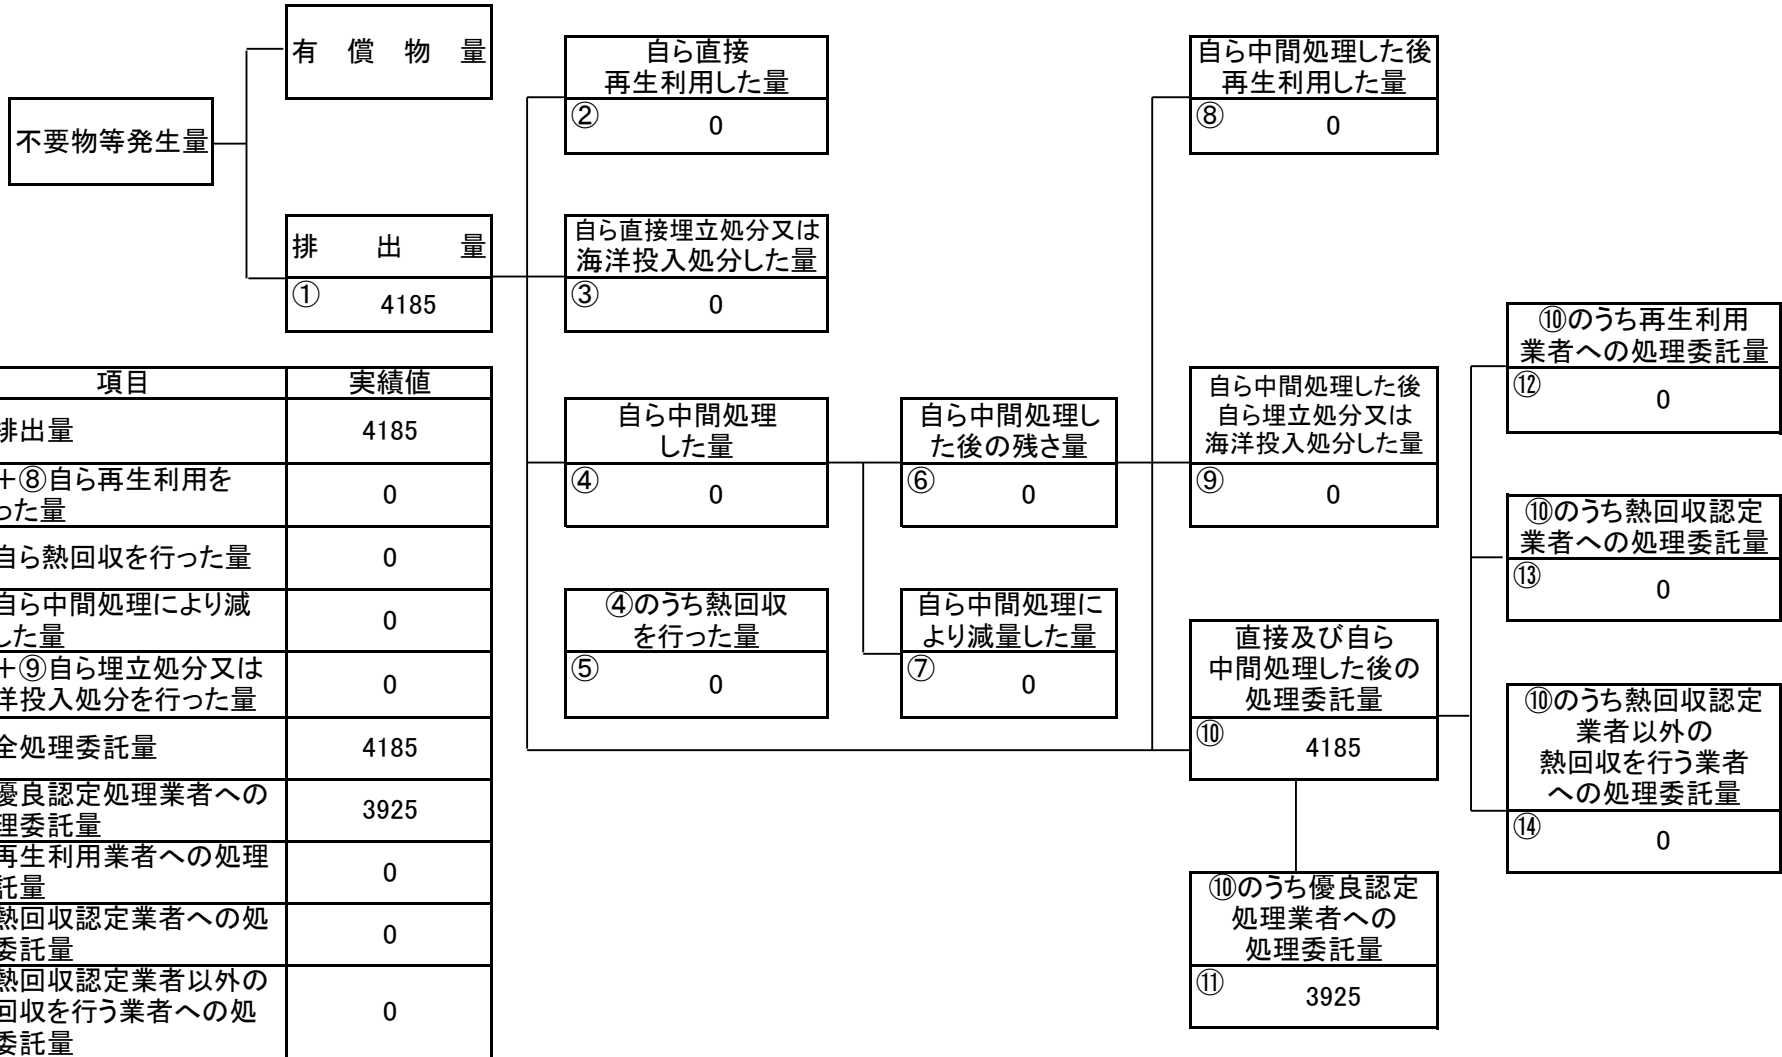 有償物量
不要物等発生量
排出量
① 4185
自ら直接
再生利用した量
② 0
自ら直接埋立処分又は
海洋投入処分した量
③ 0
自ら中間処理
した量
④ 0
④のうち熱回収
を行った量
⑤ 0
自ら中間処理し
た後の残さ量
⑥ 0
自ら中間処理に
より減量した量
⑦ 0
自ら中間処理した後
再生利用した量
⑧ 0
自ら中間処理した後
自ら埋立処分又は
海洋投入処分した量
⑨ 0
直接及び自ら
中間処理した後の
処理委託量
⑩ 4185
⑩のうち優良認定
処理業者への
処理委託量
⑪ 3925
⑩のうち再生利用
業者への処理委託量
⑫ 0
⑩のうち熱回収認定
業者への処理委託量
⑬ 0
⑩のうち熱回収認定
業者以外の
熱回収を行う業者
への処理委託量
⑭ 0
項目 実績値
排出量 4185
+⑧自ら再生利用を
った量 0
自ら熱回収を行った量 0
自ら中間処理により減
した量 0
+⑨自ら埋立処分又は
洋投入処分を行った量 0
全処理委託量 4185
優良認定処理業者への
理委託量 3925
再生利用業者への処理
託量 0
熱回収認定業者への処
委託量 0
熱回収認定業者以外の
回収を行う業者への処
委託量 0